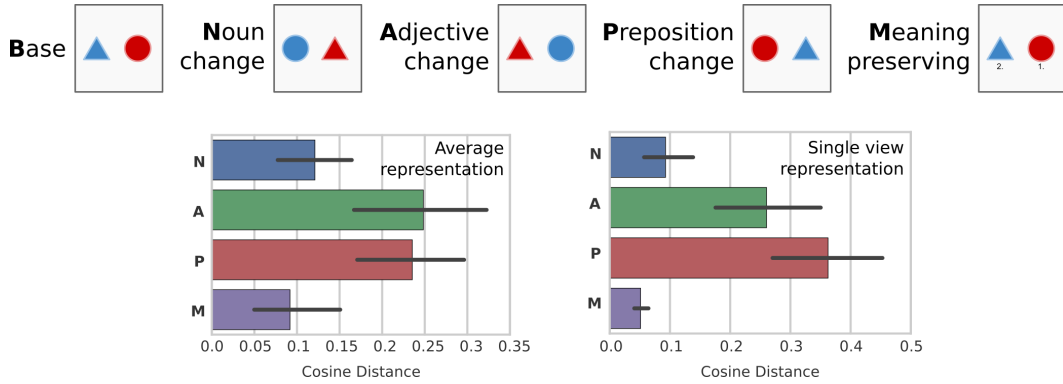 Base
Noun
change
Adjective
change
Preposition
change
Meaning
preserving
2.
1.
Average
representation
N
A
P
M
0.0 0.05 0.1 0.15 0.2 0.25 0.3 0.35
Cosine Distance
Single view
representation
N
A
P
M
0.0 0.1 0.2 0.3 0.4 0.5
Cosine Distance